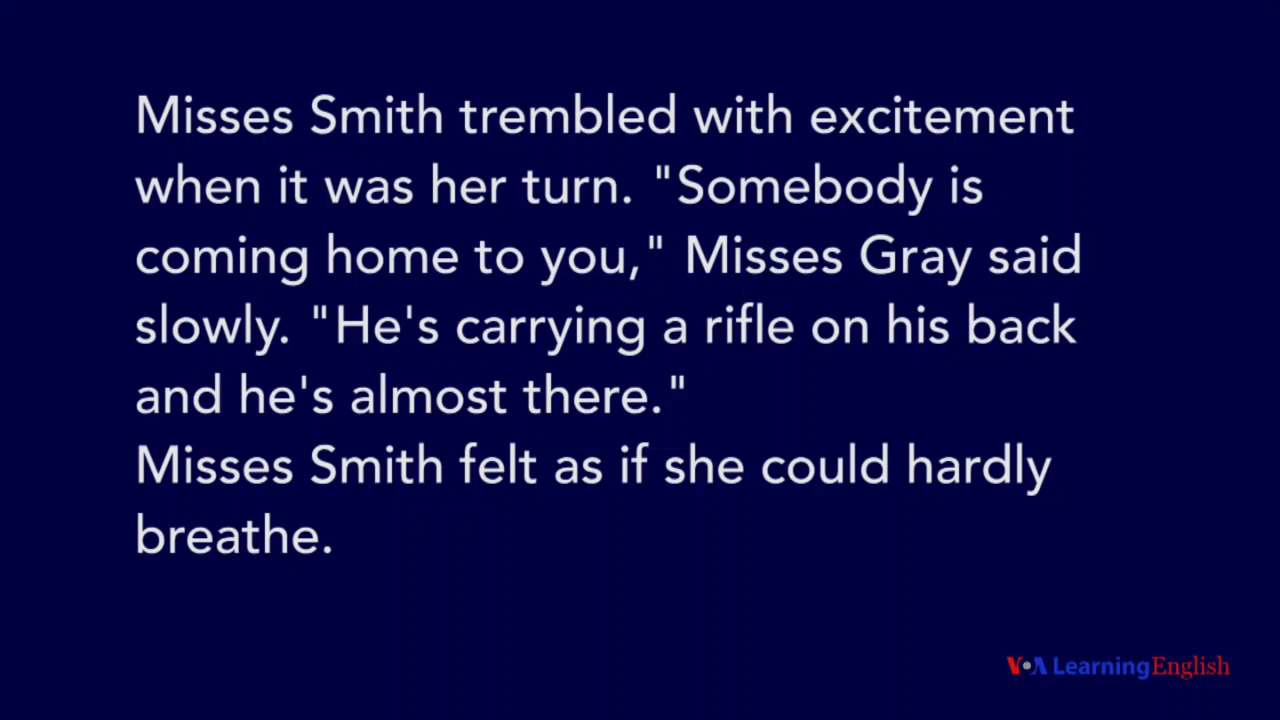 Misses Smith trembled with excitement
when it was her turn. "Somebody is
coming home to you," Misses Gray said
slowly. "He's carrying a rifle on his back
and he's almost there."
Misses Smith felt as if she could hardly
breathe.
VOA Learning English